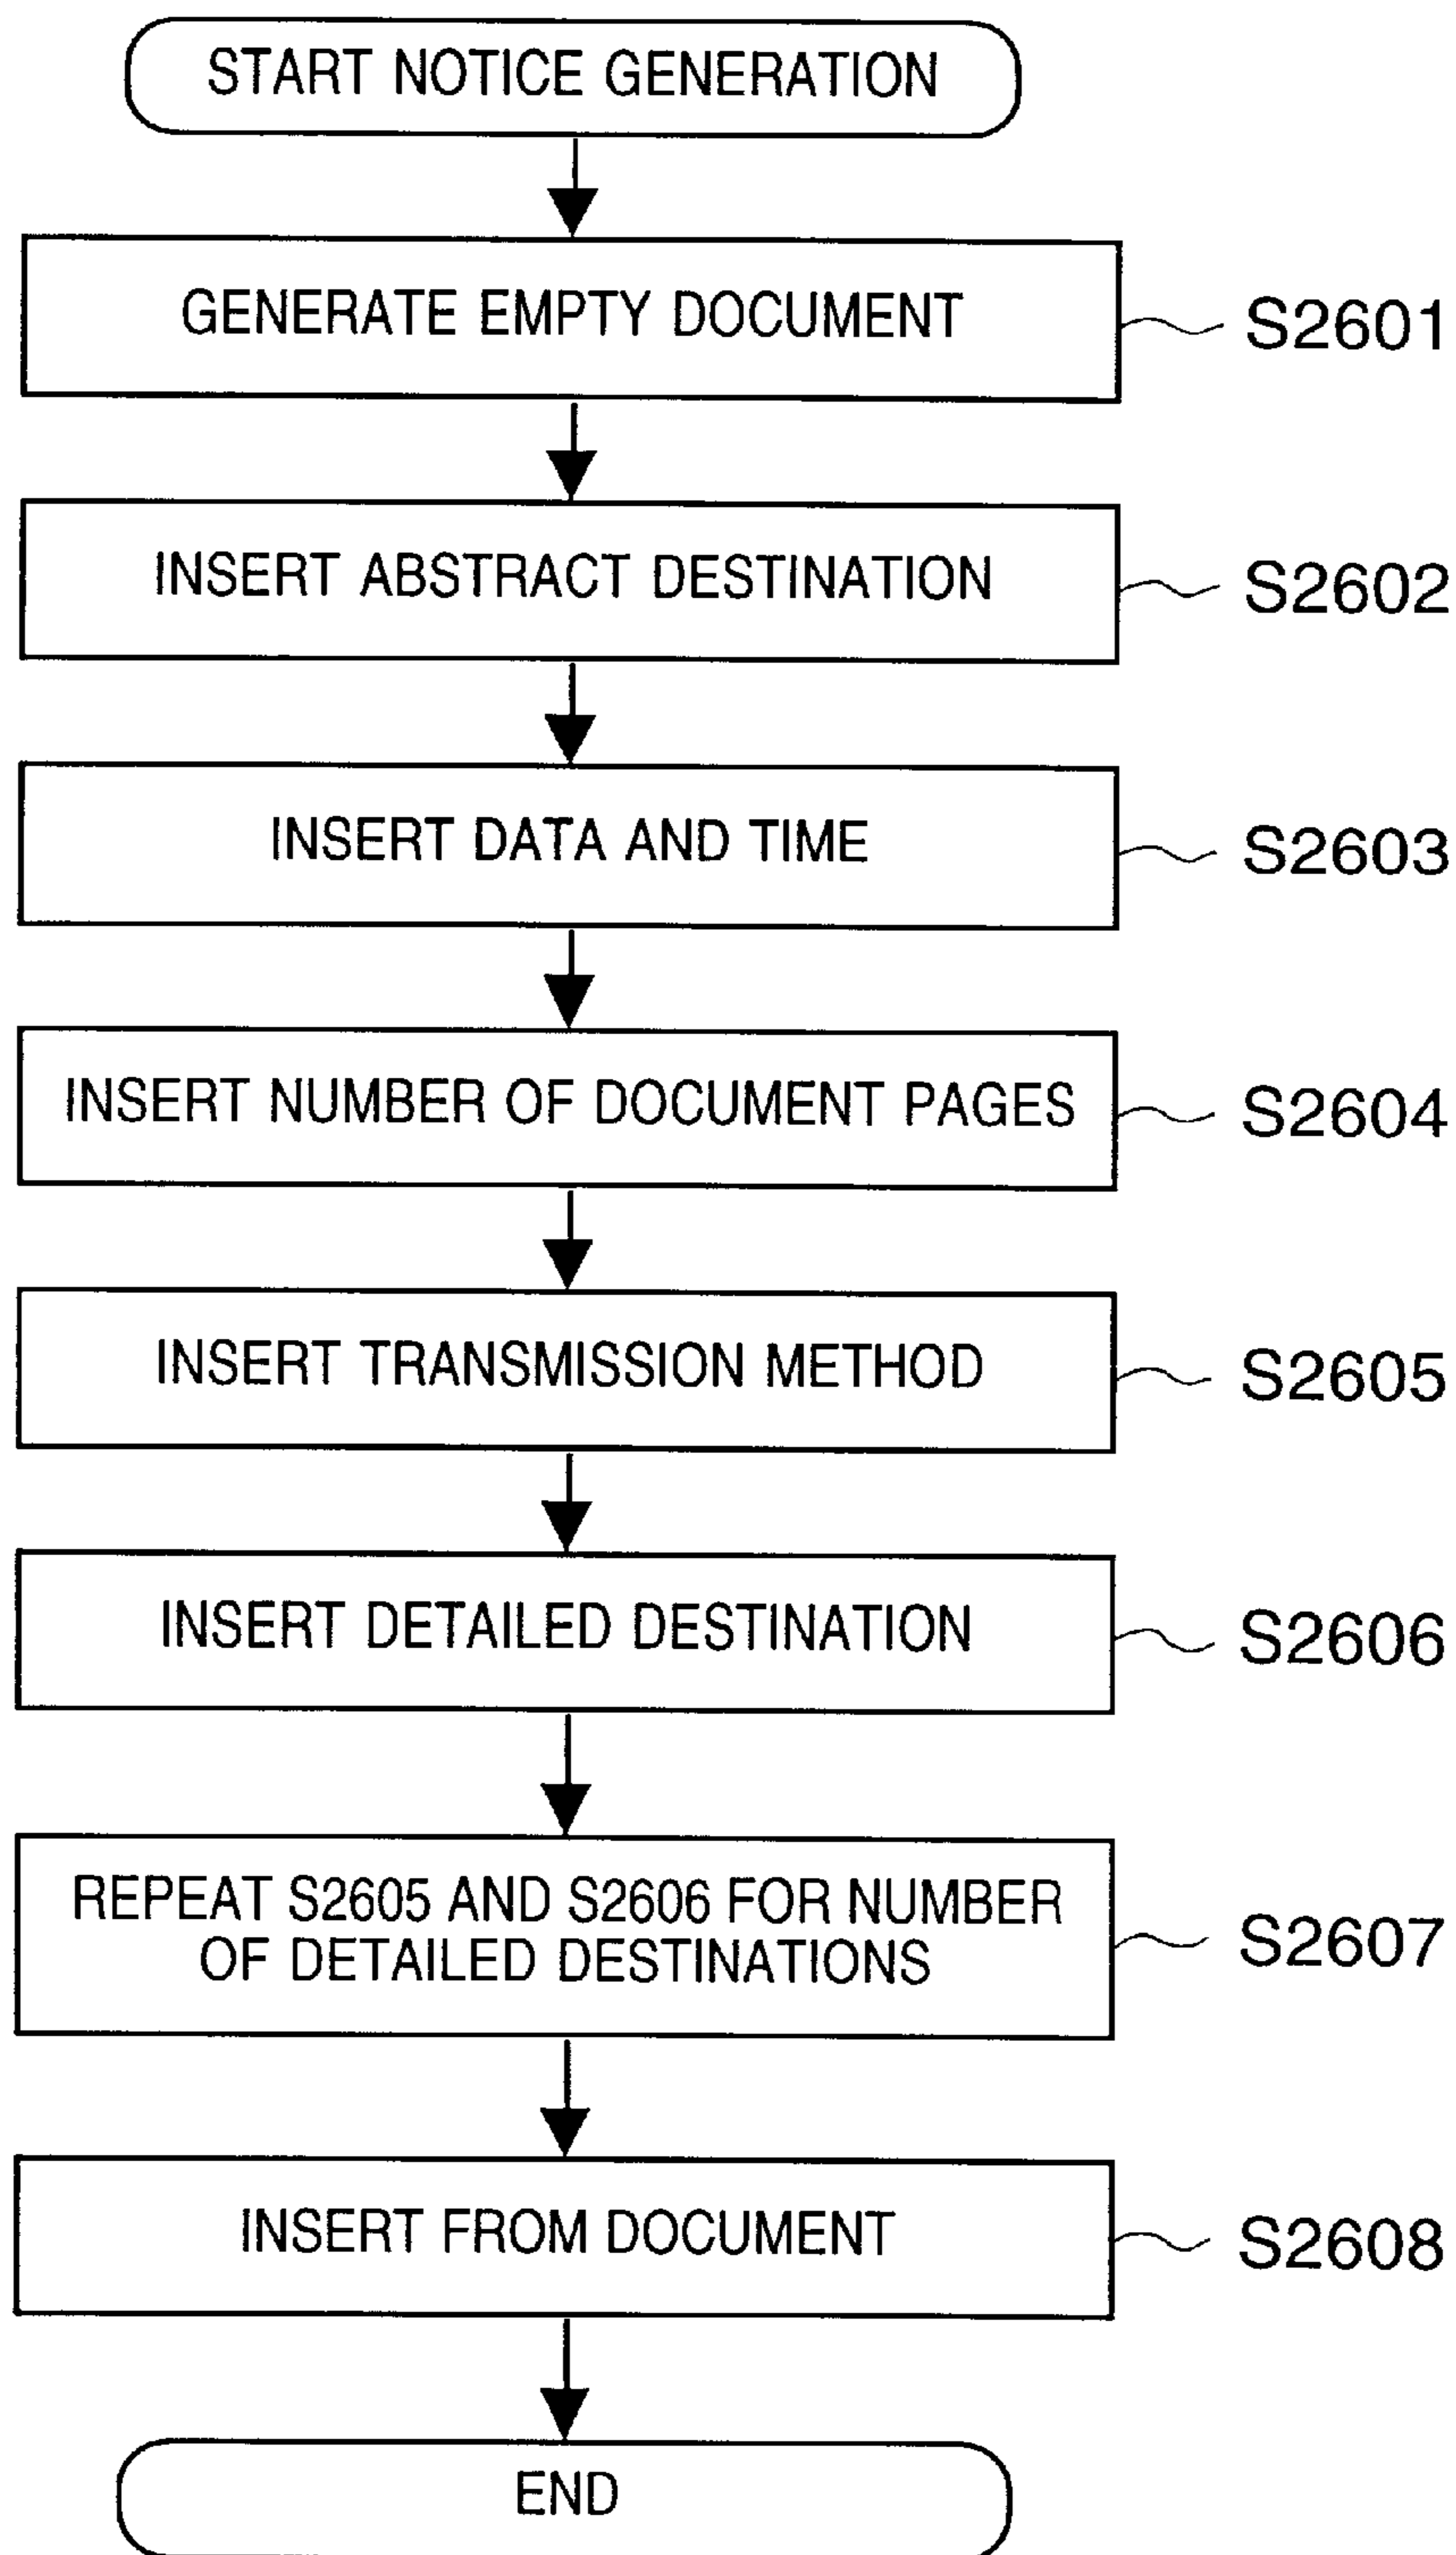 START NOTICE GENERATION
GENERATE EMPTY DOCUMENT
S2601
INSERT ABSTRACT DESTINATION
S2602
INSERT DATA AND TIME
S2603
INSERT NUMBER OF DOCUMENT PAGES
S2604
INSERT TRANSMISSION METHOD
S2605
INSERT DETAILED DESTINATION
S2606
REPEAT S2605 AND S2606 FOR NUMBER
OF DETAILED DESTINATIONS
S2607
INSERT FROM DOCUMENT
S2608
END